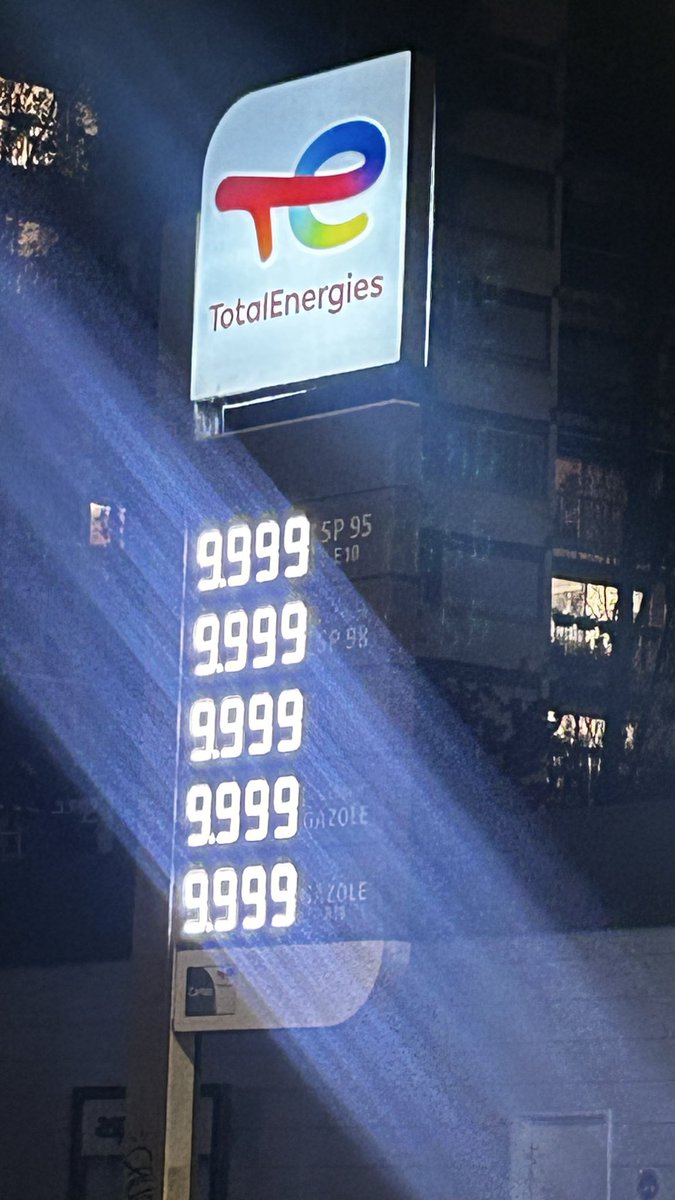 TotalEnergies
9.999 SP 95
E10
9.999 SP 98
9.999
9.999 GAZOLE
9.999 GAZOLE